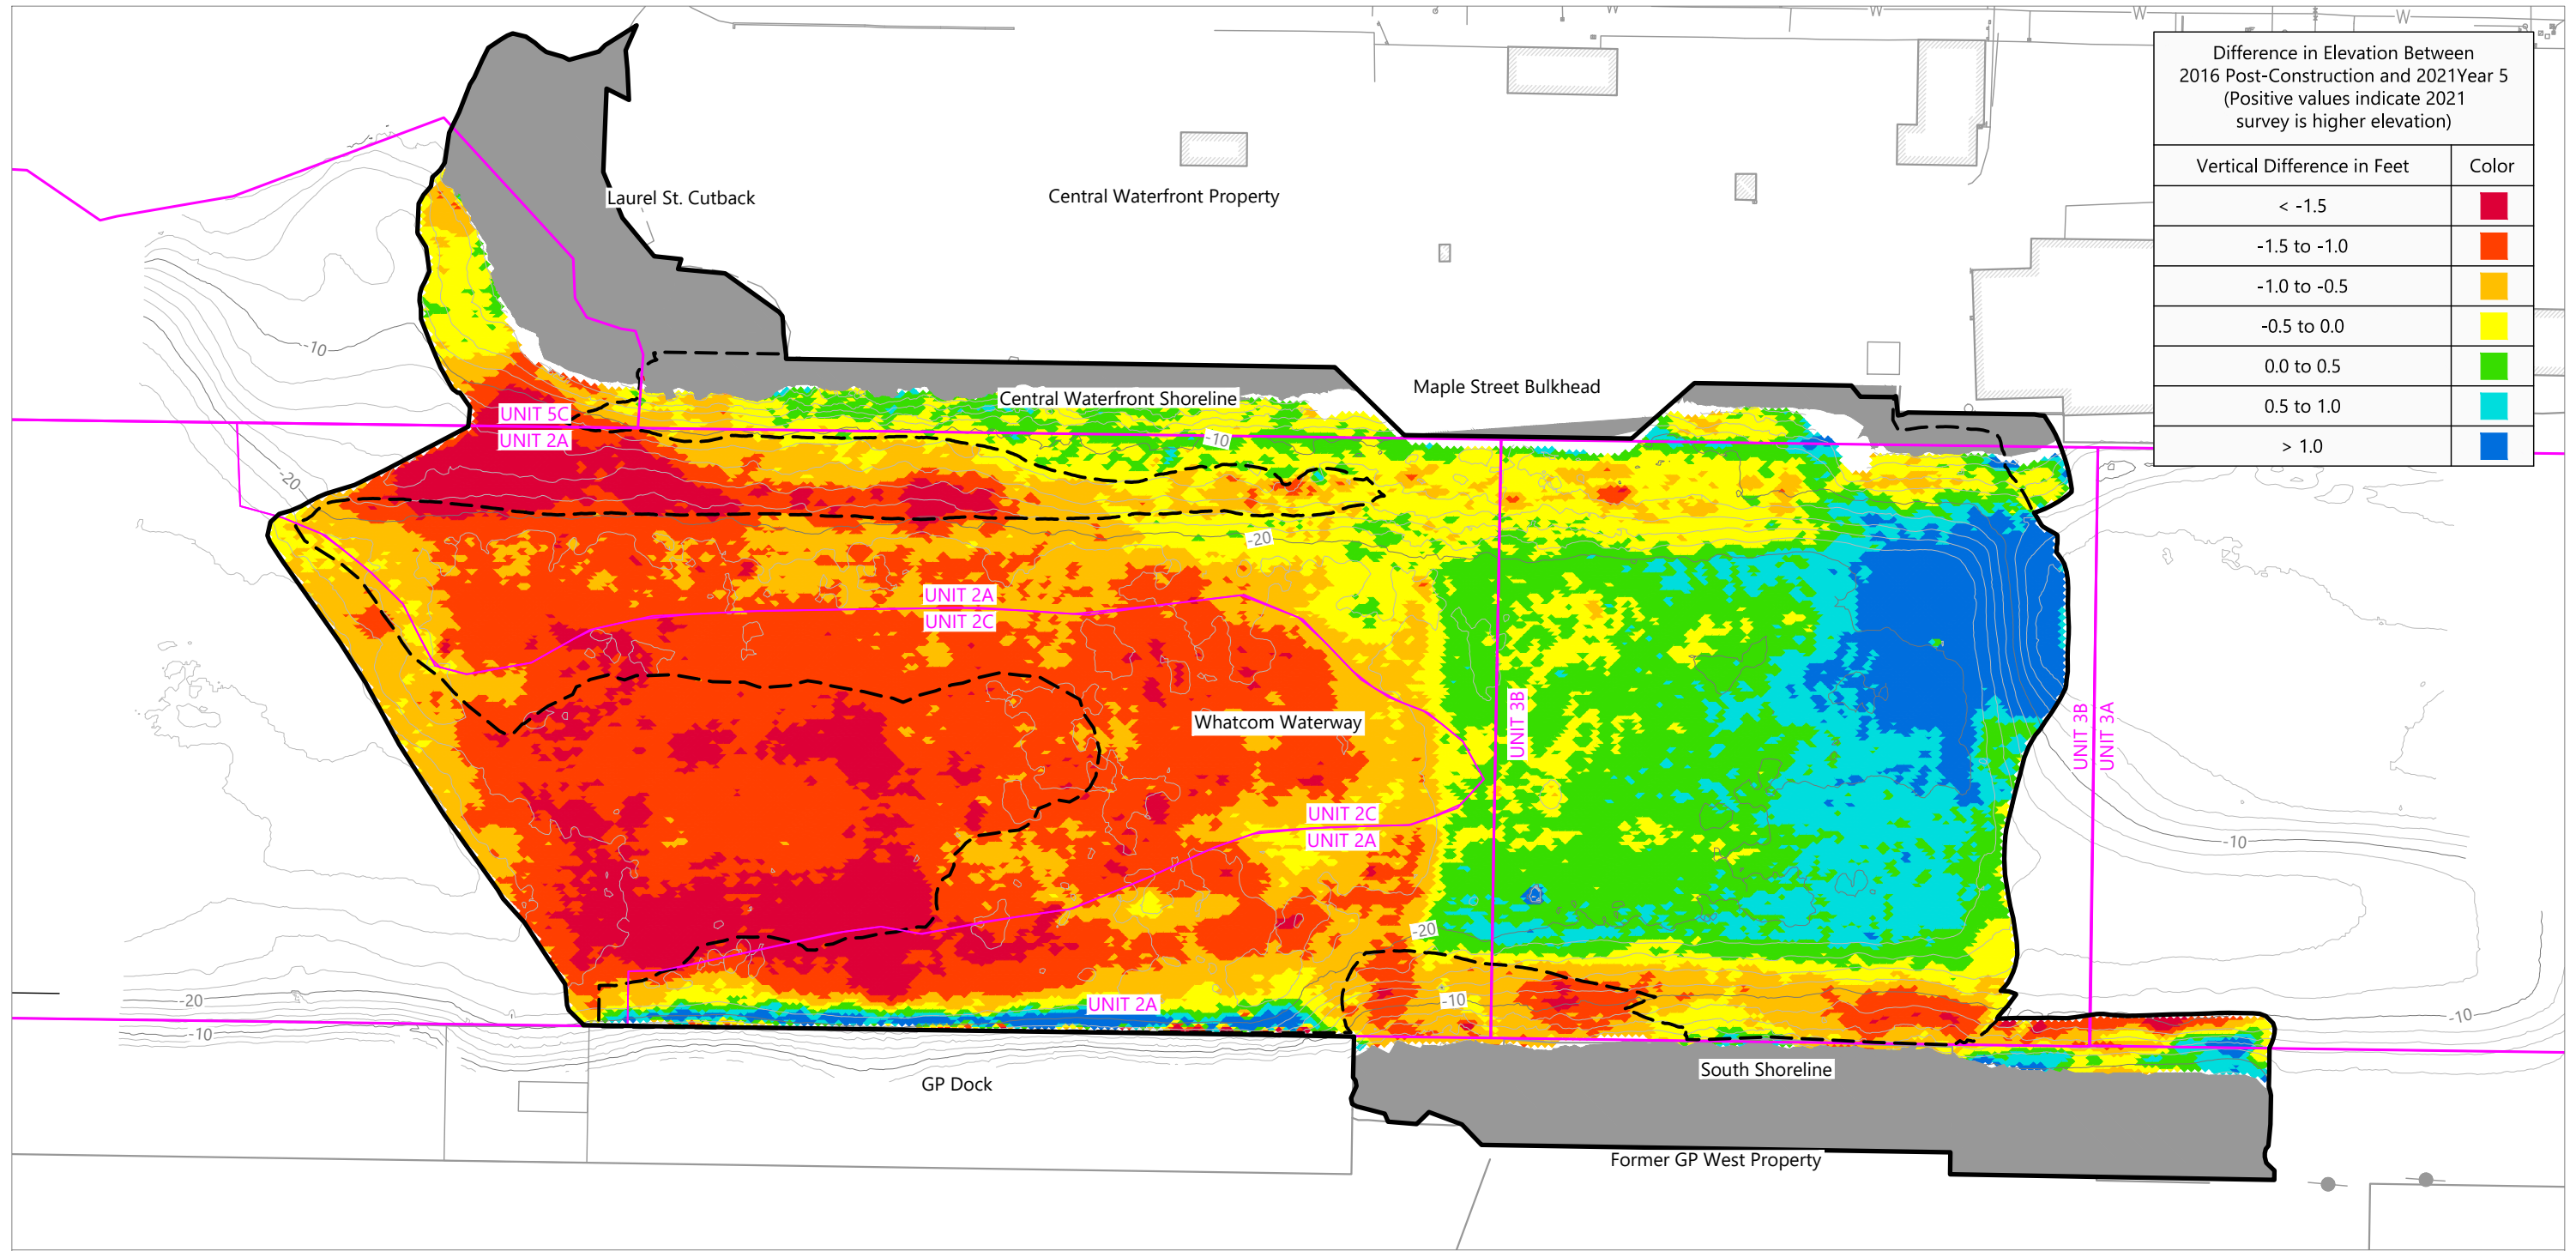 W
W
W
W
Difference in Elevation Between
2016 Post-Construction and 2021Year 5
(Positive values indicate 2021
survey is higher elevation)
Vertical Difference in Feet Color
< -1.5
-1.5 to -1.0
-1.0 to -0.5
-0.5 to 0.0
0.0 to 0.5
0.5 to 1.0
> 1.0
Laurel St. Cutback
Central Waterfront Property
-10
Maple Street Bulkhead
Central Waterfront Shoreline
UNIT 5C
UNIT 2A
-10
-20
-20
UNIT 2A
UNIT 2C
Whatcom Waterway
UNIT 3B
UNIT 3B
UNIT 3A
UNIT 2C
UNIT 2A
-10
-20
-20
-10
UNIT 2A
-10
-10
South Shoreline
GP Dock
Former GP West Property